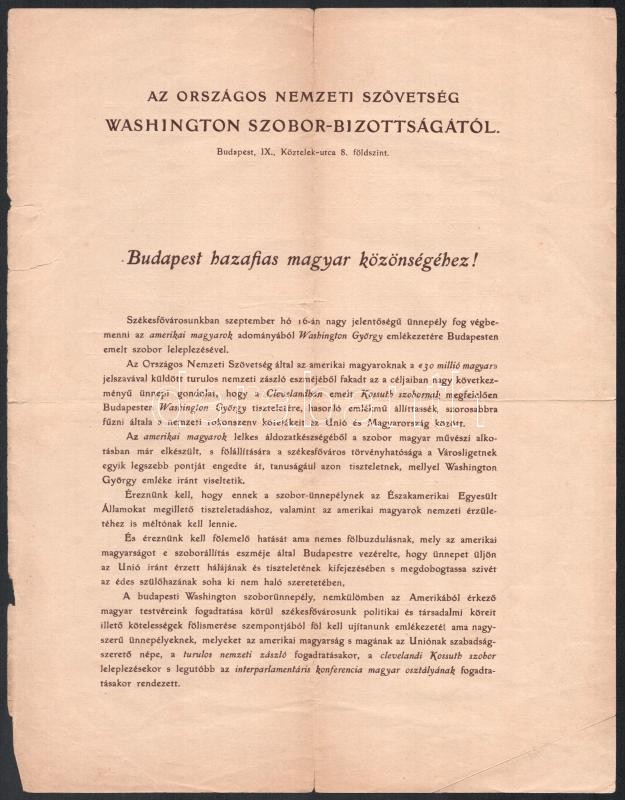 AZ ORSZÁGOS NEMZETI SZÖVETSÉG
WASHINGTON SZOBOR-BIZOTTSÁGÁTÓL.
Budapest, IX., Köztelek-utca 8. földszint.
Budapest hazafias magyar közönségéhez!
Székesfővárosunkban szeptember hó 16-án nagy jelentőségű ünnepély fog végbe-
menni az amerikai magyarok adományából Washington György emlékezetére Budapesten
emelt szobor leleplezésével.
Az Országos Nemzeti Szövetség által az amerikai magyaroknak a «30 millió magyar»
jelszavával küldött turulos nemzeti zászló eszméjéből fakadt az a céljaiban nagy következ-
ményű ünnepi gondolat, hogy a Clevelandban emelt Kossuth szobornak megfelelően
Budapesten Washington György tiszteletére, hasonló emlékmű állíttassék, szorosabbra
fűzni általa a nemzeti rokonszenv kötelékeit az Unió és Magyarország között.
Az amerikai magyarok lelkes áldozatkészségéből a szobor magyar művészi alko-
tásban már elkészült, s fölállítására a székesfőváros törvényhatósága a Városligetnek
egyik legszebb pontját engedte át, tanuságául azon tiszteletnek, mellyel Washington
György emléke iránt viseltetik.
Éreznünk kell, hogy ennek a szobor-ünnepélynek az Északamerikai Egyesült
Államokat megillető tiszteletadáshoz, valamint az amerikai magyarok nemzeti érzüle-
téhez is méltónak kell lennie.
És éreznünk kell fölemelő hatását ama nemes fölbuzdulásnak, mely az amerikai
magyarságot e szoborállítás eszméje által Budapestre vezérelte, hogy ünnepet üljön
az Unió iránt érzett hálájának és tiszteletének kifejezésében s megdobogtassa szivét
az édes szülőhazának soha ki nem haló szeretetében,
A budapesti Washington szoborünnepély, nemkülömben az Amerikából érkező
magyar testvéreink fogadtatása körül székesfővárosunk politikai és társadalmi köreit
illető kötelességek fölismerése szempontjából föl kell ujítanunk emlékezetét ama nagy-
szerű ünnepélyeknek, melyeket az amerikai magyarság s magának az Uniónak szabadság-
szerető népe, a turulos nemzeti zászló fogadtatásakor, a clevelandi Kossuth szobor
leleplezésekor s legutóbb az interparlamentáris konferencia magyar osztályának fogadta-
tásakor rendezett.